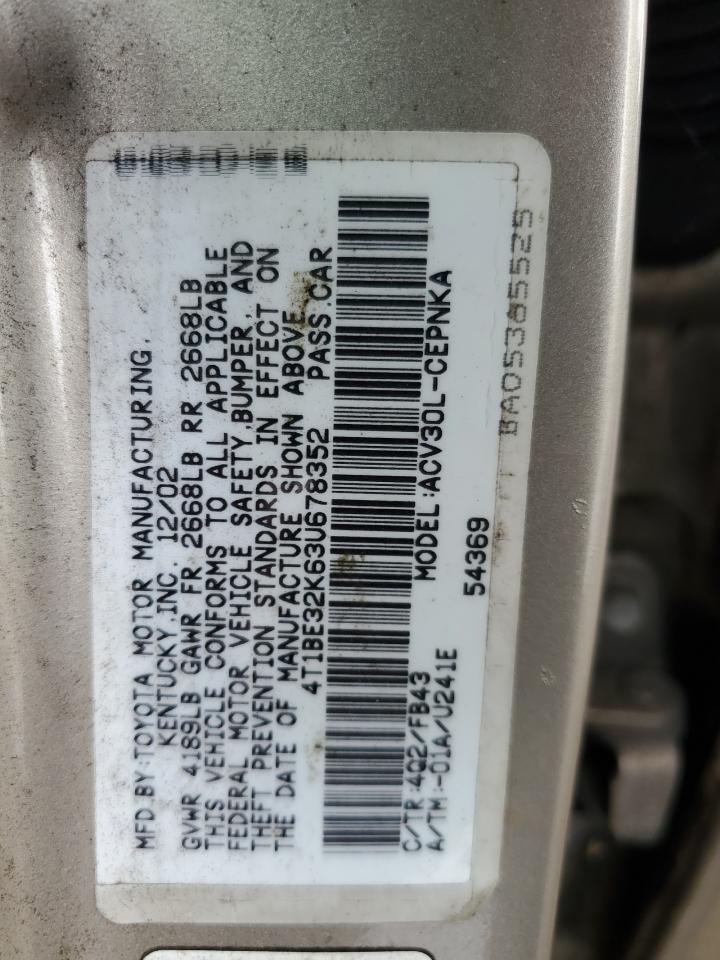 MFD.BY:TOYOTA MOTOR MANUFACTURING,
KENTUCKY,INC. 12/02
GVWR 4189LB GAWR FR 2668LB RR 2668LB
THIS VEHICLE CONFORMS TO ALL APPLICABLE
FEDERAL MOTOR VEHICLE SAFETY,BUMPER, AND
THEFT PREVENTION STANDARDS IN EFFECT ON
THE DATE OF MANUFACTURE SHOWN ABOVE.
4T1BE32K63U678352 PASS.CAR
C/TR:4Q2/FB43 MODEL:ACV30L-CEPNKA
A/TM:-01A/U241E 54369
BA05385525